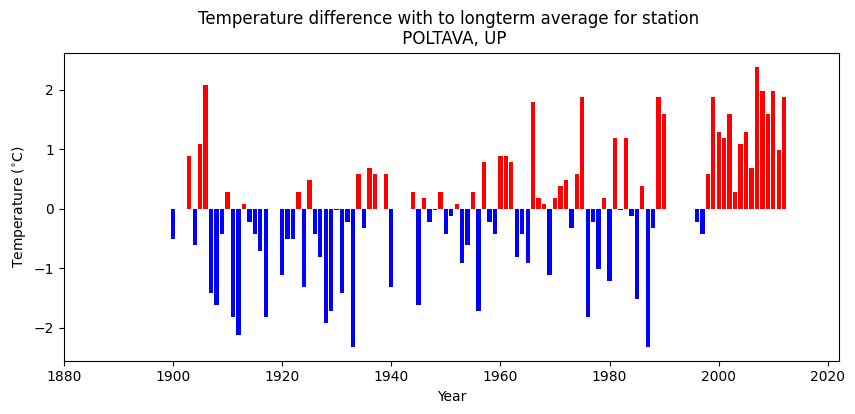 Temperature difference with to longterm average for station
POLTAVA, UP
Temperature (°C)
2
1
0
−1
−2
1880 1900 1920 1940 1960 1980 2000 2020
Year